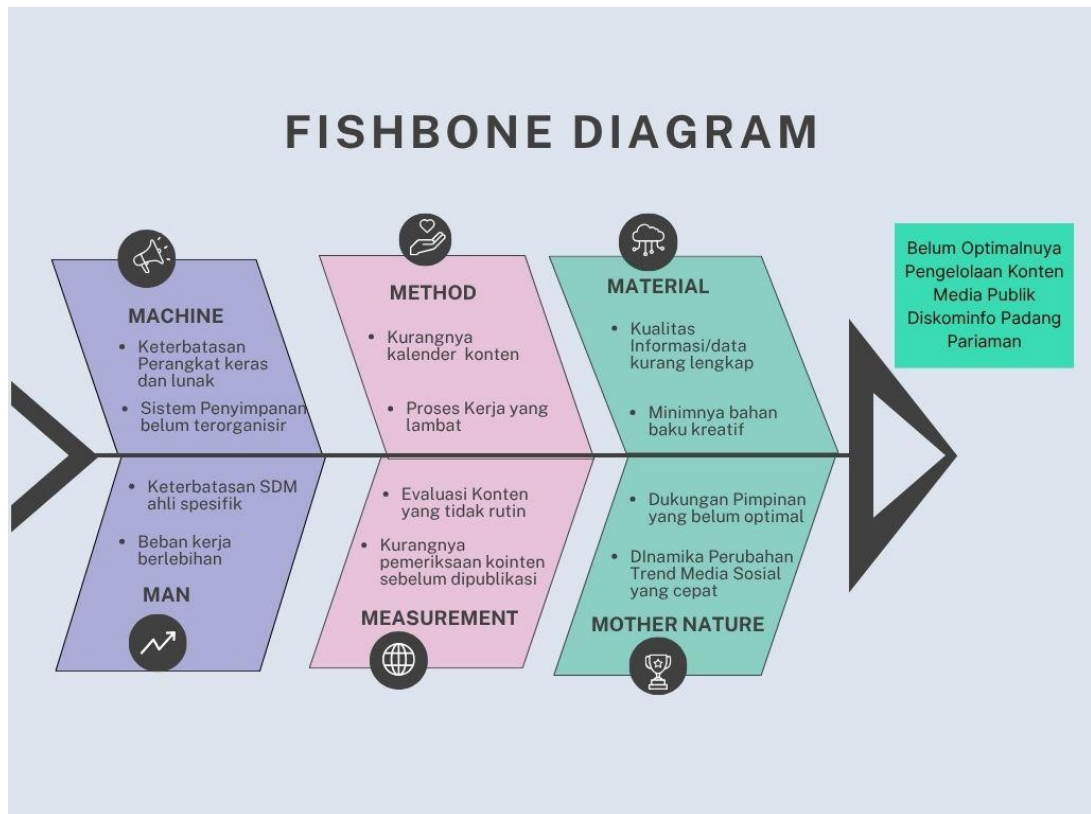 FISHBONE DIAGRAM
Belum Optimalnuya
Pengelolaan Konten
Media Publik
Diskominfo Padang
Pariaman
MACHINE
• Keterbatasan
Perangkat keras
dan lunak
• Sistem Penyimpanan
belum terorganisir
METHOD
• Kurangnya
kalender konten
• Proses Kerja yang
lambat
MATERIAL
• Kualitas
Informasi/data
kurang lengkap
• Minimnya bahan
baku kreatif
• Keterbatasan SDM
ahli spesifik
• Beban kerja
berlebihan
MAN
• Evaluasi Konten
yang tidak rutin
• Kurangnya
pemeriksaan kointen
sebelum dipublikasi
MEASUREMENT
• Dukungan Pimpinan
yang belum optimal
• DInamika Perubahan
Trend Media Sosial
yang cepat
MOTHER NATURE